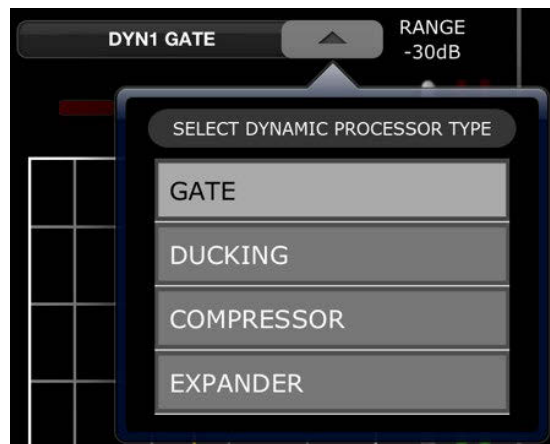 DYN1 GATE
RANGE
-30dB
SELECT DYNAMIC PROCESSOR TYPE
GATE
DUCKING
COMPRESSOR
EXPANDER